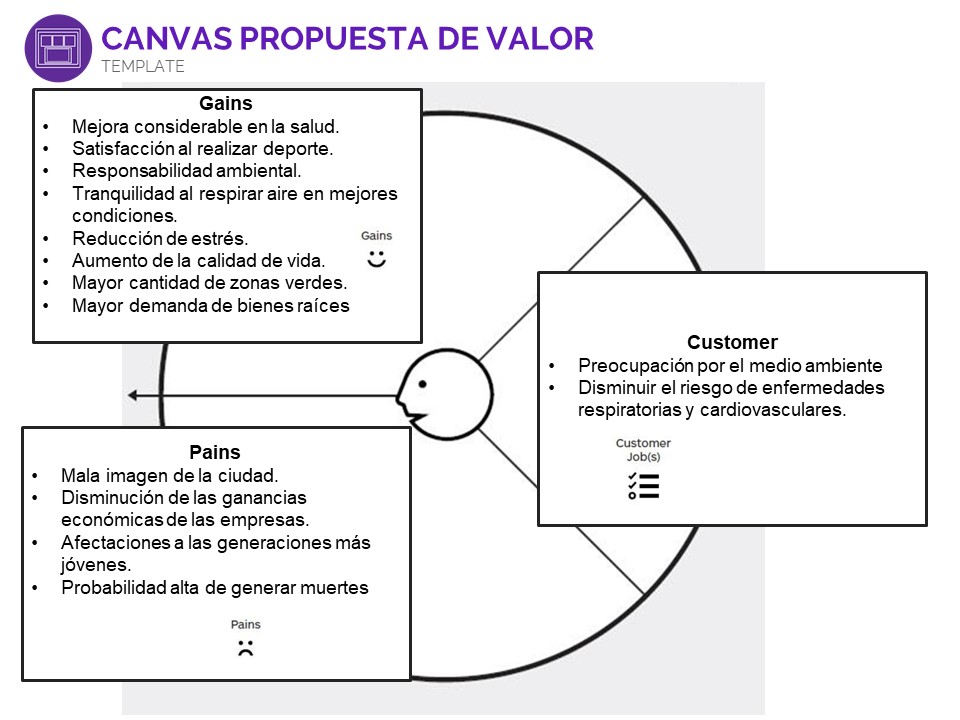 CANVAS PROPUESTA DE VALOR
TEMPLATE
Gains
• Mejora considerable en la salud.
• Satisfacción al realizar deporte.
• Responsabilidad ambiental.
• Tranquilidad al respirar aire en mejores
condiciones.
• Reducción de estrés.
• Aumento de la calidad de vida.
• Mayor cantidad de zonas verdes.
• Mayor demanda de bienes raíces
Gains
Customer
• Preocupación por el medio ambiente
• Disminuir el riesgo de enfermedades
respiratorias y cardiovasculares.
Customer
Job(s)
Pains
• Mala imagen de la ciudad.
• Disminución de las ganancias
económicas de las empresas.
• Afectaciones a las generaciones más
jóvenes.
• Probabilidad alta de generar muertes
Pains